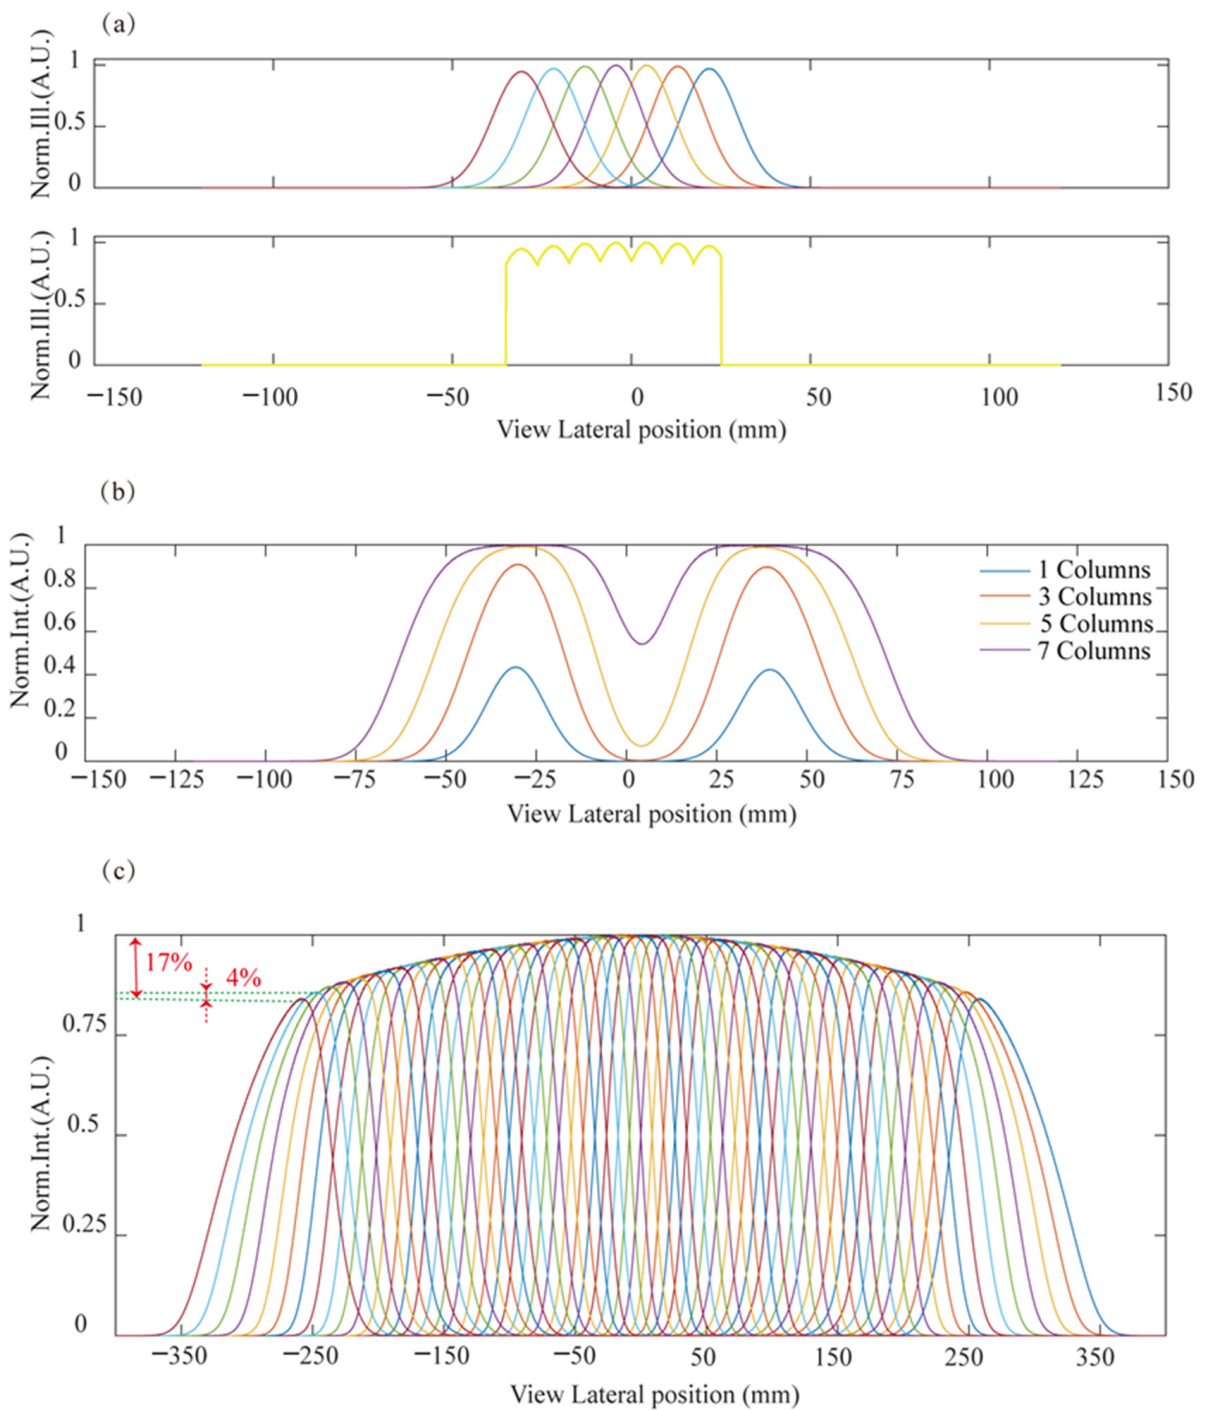 (a)
Norm.Ill.(A.U.)
1
0.5
0
Norm.Ill.(A.U.)
1
0.5
0
−150 −100 −50 0 50 100 150
View Lateral position (mm)
(b)
Norm.Int.(A.U.)
1
0.8
0.6
0.4
0.2
0
1 Columns
3 Columns
5 Columns
7 Columns
−150 −125 −100 −75 −50 −25 0 25 50 75 100 125 150
View Lateral position (mm)
(c)
Norm.Int.(A.U.)
1
17%
4%
0.75
0.5
0.25
0
−350 −250 −150 −50 50 150 250 350
View Lateral position (mm)